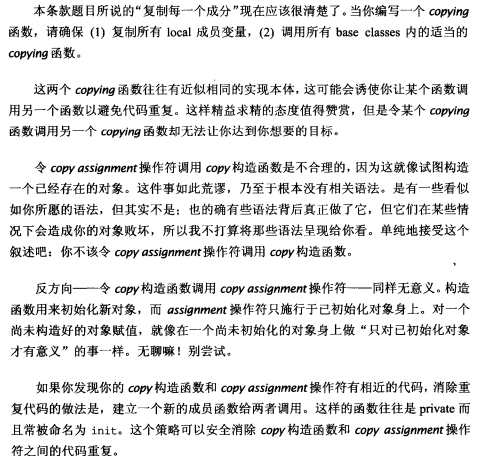 本条款题目所说的“复制每一个成分”现在应该很清楚了。当你编写一个 copying
函数，请确保 (1) 复制所有 local 成员变量，(2) 调用所有 base classes 内的适当的
copying 函数。
这两个 copying 函数往往有近似相同的实现本体，这可能会诱使你让某个函数调
用另一个函数以避免代码重复。这样精益求精的态度值得赞赏，但是令某个 copying
函数调用另一个 copying 函数却无法让你达到你想要的目标。
令 copy assignment 操作符调用 copy 构造函数是不合理的，因为这就像试图构造
一个已经存在的对象。这件事如此荒谬，乃至于根本没有相关语法。是有一些看似
如你所愿的语法，但其实不是；也的确有些语法背后真正做了它，但它们在某些情
况下会造成你的对象败坏，所以我不打算将那些语法呈现给你看。单纯地接受这个
叙述吧：你不该令 copy assignment 操作符调用 copy 构造函数。
反方向——令 copy 构造函数调用 copy assignment 操作符——同样无意义。构造
函数用来初始化新对象，而 assignment 操作符只施行于已初始化对象身上。对一个
尚未构造好的对象赋值，就像在一个尚未初始化的对象身上做“只对已初始化对象
才有意义”的事一样。无聊嘛！别尝试。
如果你发现你的 copy 构造函数和 copy assignment 操作符有相近的代码，消除重
复代码的做法是，建立一个新的成员函数给两者调用。这样的函数往往是 private 而
且常被命名为 init。这个策略可以安全消除 copy 构造函数和 copy assignment 操作
符之间的代码重复。